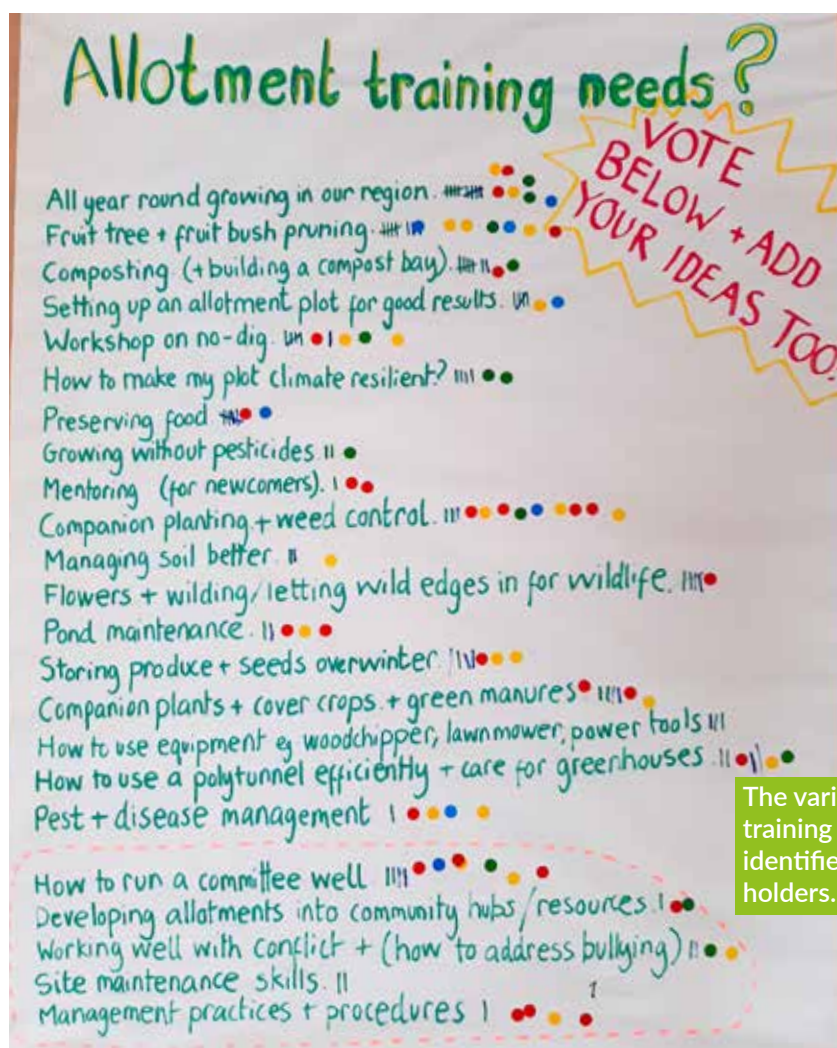 Allotment training needs?
VOTE
BELOW + ADD
YOUR IDEAS TOO.
All year round growing in our region.
Fruit tree + fruit bush pruning.
Composting (+ building a compost bay).
Setting up an allotment plot for good results.
Workshop on no-dig.
How to make my plot climate resilient?
Preserving food
Growing without pesticides.
Mentoring (for newcomers).
Companion planting + weed control.
Managing soil better.
Flowers + wilding/letting wild edges in for wildlife.
Pond maintenance.
Storing produce + seeds overwinter
Companion plants + cover crops + green manures
How to use equipment eg woodchipper, lawnmower, power tools
How to use a polytunnel efficiently + care for greenhouses.
Pest + disease management
How to run a committee well
Developing allotments into community hubs/resources.
Working well with conflict + (how to address bullying)
Site maintenance skills.
Management practices + procedures
The vari
training
identifie
holders.